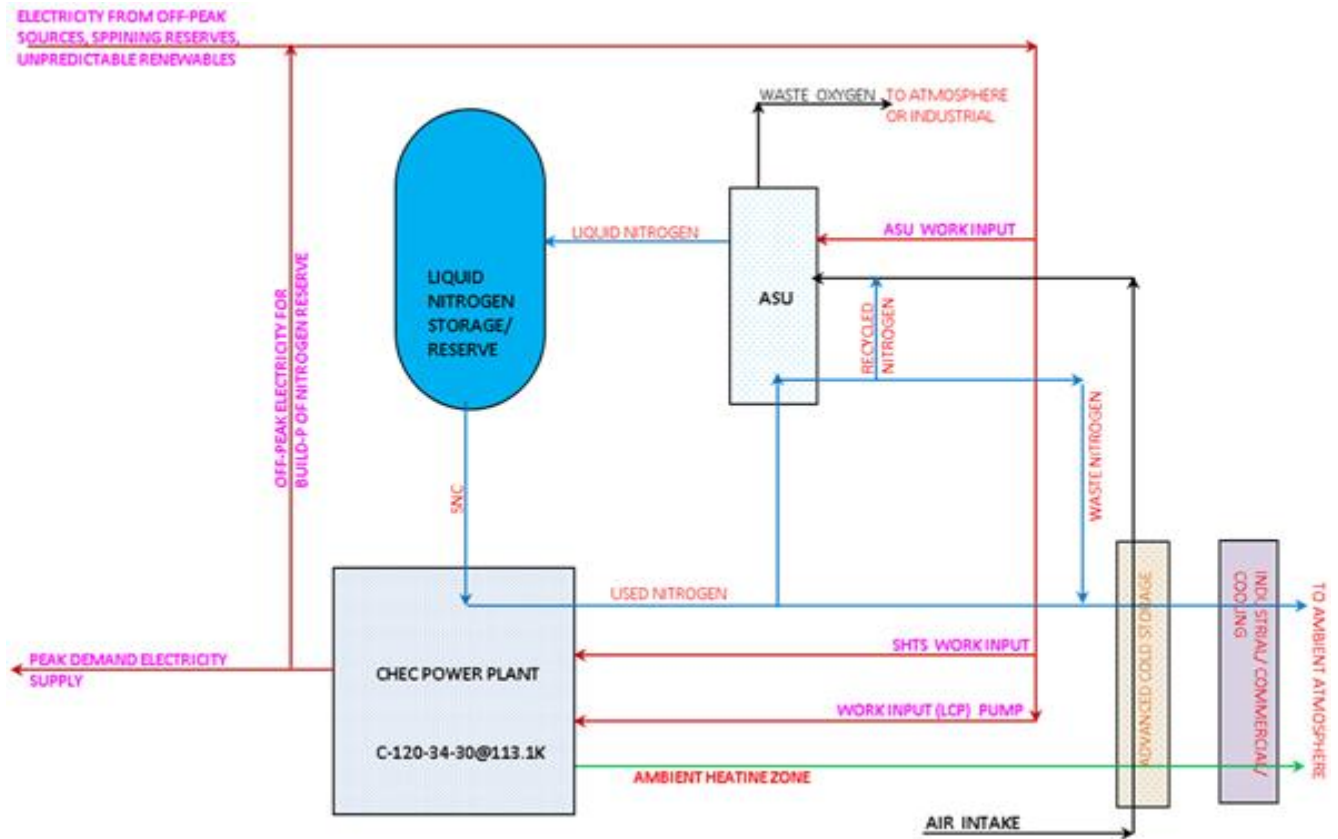 ELECTRICITY FROM OFF-PEAK
SOURCES, SPPINING RESERVES,
UNPREDICTABLE RENEWABLES
WASTE OXYGEN
TO ATMOSPHERE
OR INDUSTRIAL
LIQUID NITROGEN
ASU WORK INPUT
LIQUID
NITROGEN
STORAGE/
RESERVE
ASU
RECYCLED
NITROGEN
OFF-PEAK ELECTRICITY FOR
BUILD-P OF NITROGEN RESERVE
WASTE NITROGEN
SNC
USED NITROGEN
PEAK DEMAND ELECTRICITY
SUPPLY
CHEC POWER PLANT
C-120-34-30@113.1K
SHTS WORK INPUT
WORK INPUT (LCP) PUMP
AMBIENT HEATINE ZONE
ADVANCED COLD STORAGE
INDUSTRIAL/ COMMERCIAL/
COOLING
TO AMBIENT ATMOSPHERE
AIR INTAKE